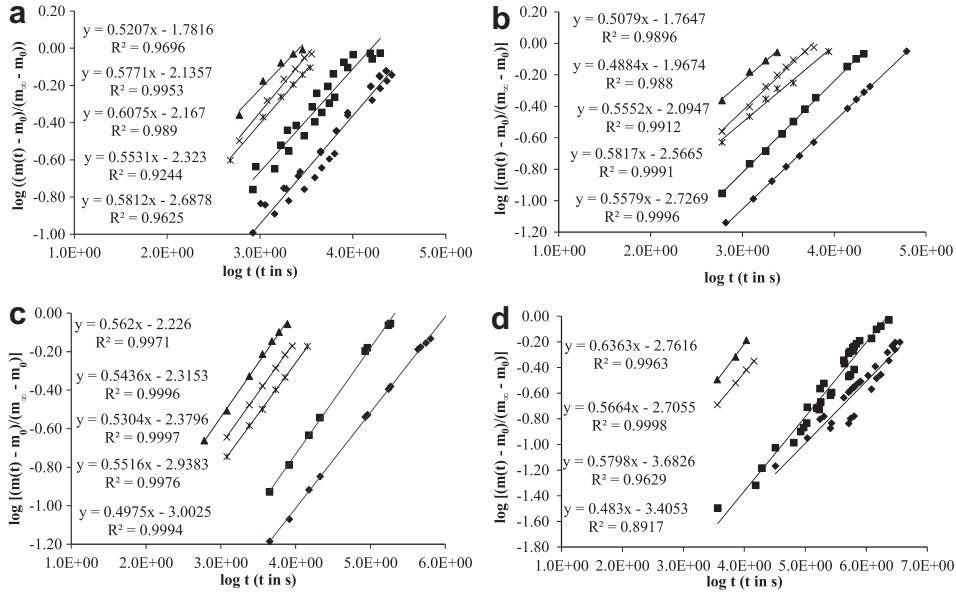 a
y = 0.5207x - 1.7816
R² = 0.9696
y = 0.5771x - 2.1357
R² = 0.9953
y = 0.6075x - 2.167
R² = 0.989
y = 0.5531x - 2.323
R² = 0.9244
y = 0.5812x - 2.6878
R² = 0.9625
0.20
0.00
-0.20
-0.40
-0.60
-0.80
-1.00
1.0E+00 2.0E+00 3.0E+00 4.0E+00 5.0E+00
log t (t in s)
log ((m(t) - m₀)/(m∞ - m₀))
b
y = 0.5079x - 1.7647
R² = 0.9896
y = 0.4884x - 1.9674
R² = 0.988
y = 0.5552x - 2.0947
R² = 0.9912
y = 0.5817x - 2.5665
R² = 0.9991
y = 0.5579x - 2.7269
R² = 0.9996
0.20
0.00
-0.20
-0.40
-0.60
-0.80
-1.00
-1.20
1.0E+00 2.0E+00 3.0E+00 4.0E+00 5.0E+00
log t (t in s)
log [(m(t) - m₀)/(m∞ - m₀)]
c
y = 0.562x - 2.226
R² = 0.9971
y = 0.5436x - 2.3153
R² = 0.9996
y = 0.5304x - 2.3796
R² = 0.9997
y = 0.5516x - 2.9383
R² = 0.9976
y = 0.4975x - 3.0025
R² = 0.9994
0.00
-0.20
-0.40
-0.60
-0.80
-1.00
-1.20
1.0E+00 2.0E+00 3.0E+00 4.0E+00 5.0E+00 6.0E+00
log t (t in s)
log [(m(t) - m₀)/(m∞ - m₀)]
d
y = 0.6363x - 2.7616
R² = 0.9963
y = 0.5664x - 2.7055
R² = 0.9998
y = 0.5798x - 3.6826
R² = 0.9629
y = 0.483x - 3.4053
R² = 0.8917
0.00
-0.20
-0.40
-0.60
-0.80
-1.00
-1.20
-1.40
-1.60
-1.80
1.0E+00 2.0E+00 3.0E+00 4.0E+00 5.0E+00 6.0E+00 7.0E+00
log t (t in s)
log [(m(t) - m₀)/(m∞ - m₀)]